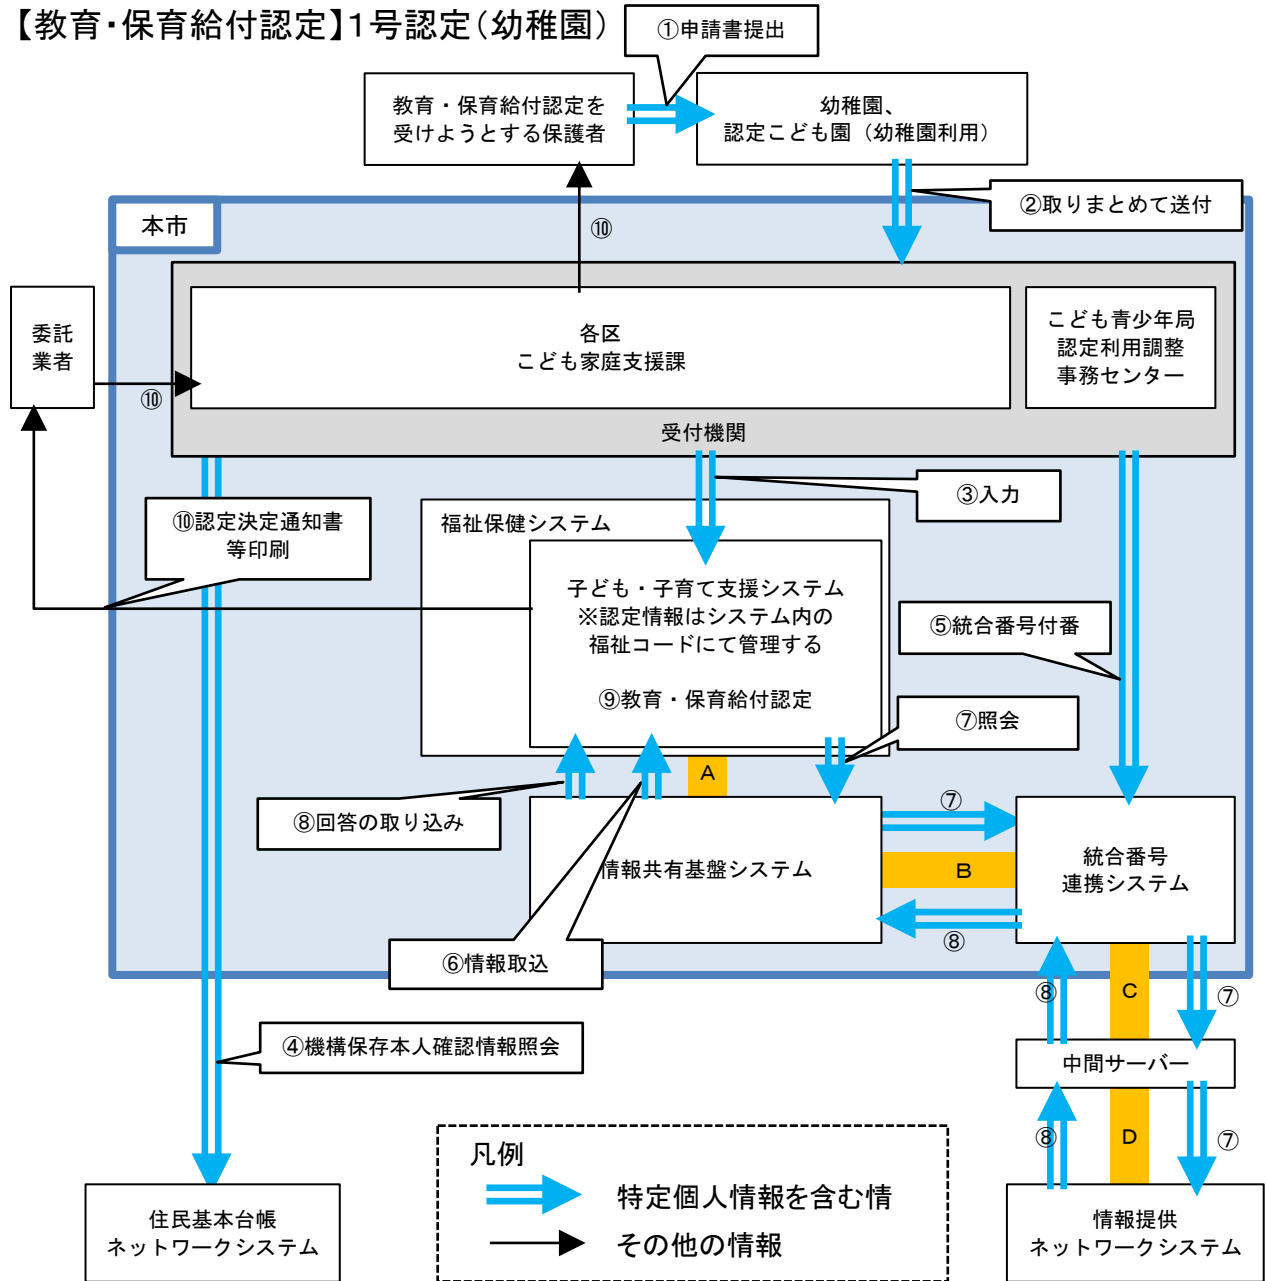 【教育・保育給付認定】1号認定(幼稚園)
①申請書提出
教育・保育給付認定を
受けようとする保護者
幼稚園、
認定こども園（幼稚園利用）
②取りまとめて送付
本市
⑩
委託
業者
各区
こども家庭支援課
こども青少年局
認定利用調整
事務センター
⑩
受付機関
③入力
⑩認定決定通知書
等印刷
福祉保健システム
子ども・子育て支援システム
※認定情報はシステム内の
福祉コードにて管理する
⑨教育・保育給付認定
⑤統合番号付番
⑦照会
A
⑧回答の取り込み
⑦
情報共有基盤システム
B
統合番号
連携システム
⑧
⑥情報取込
⑧
C
⑦
④機構保存本人確認情報照会
中間サーバー
⑧
D
⑦
凡例
特定個人情報を含む情
その他の情報
住民基本台帳
ネットワークシステム
情報提供
ネットワークシステム